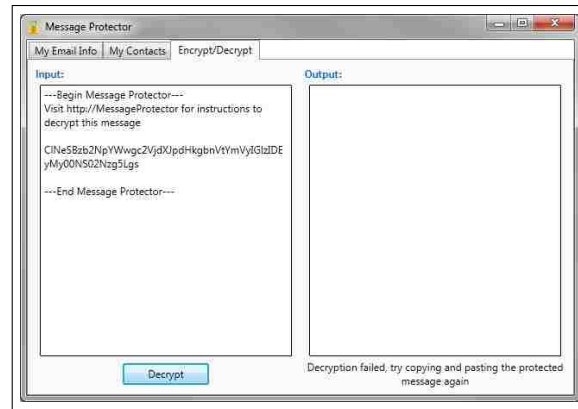 Message Protector
My Email Info My Contacts Encrypt/Decrypt
Input:
---Begin Message Protector---
Visit http://MessageProtector for instructions to
decrypt this message
ClNeSBzb2NpYWwgc2VjdXJpdHkgbnVtYmVyIGlzIDE
yMy00NS02Nzg5Lgs
---End Message Protector---
Decrypt
Output:
Decryption failed, try copying and pasting the protected
message again